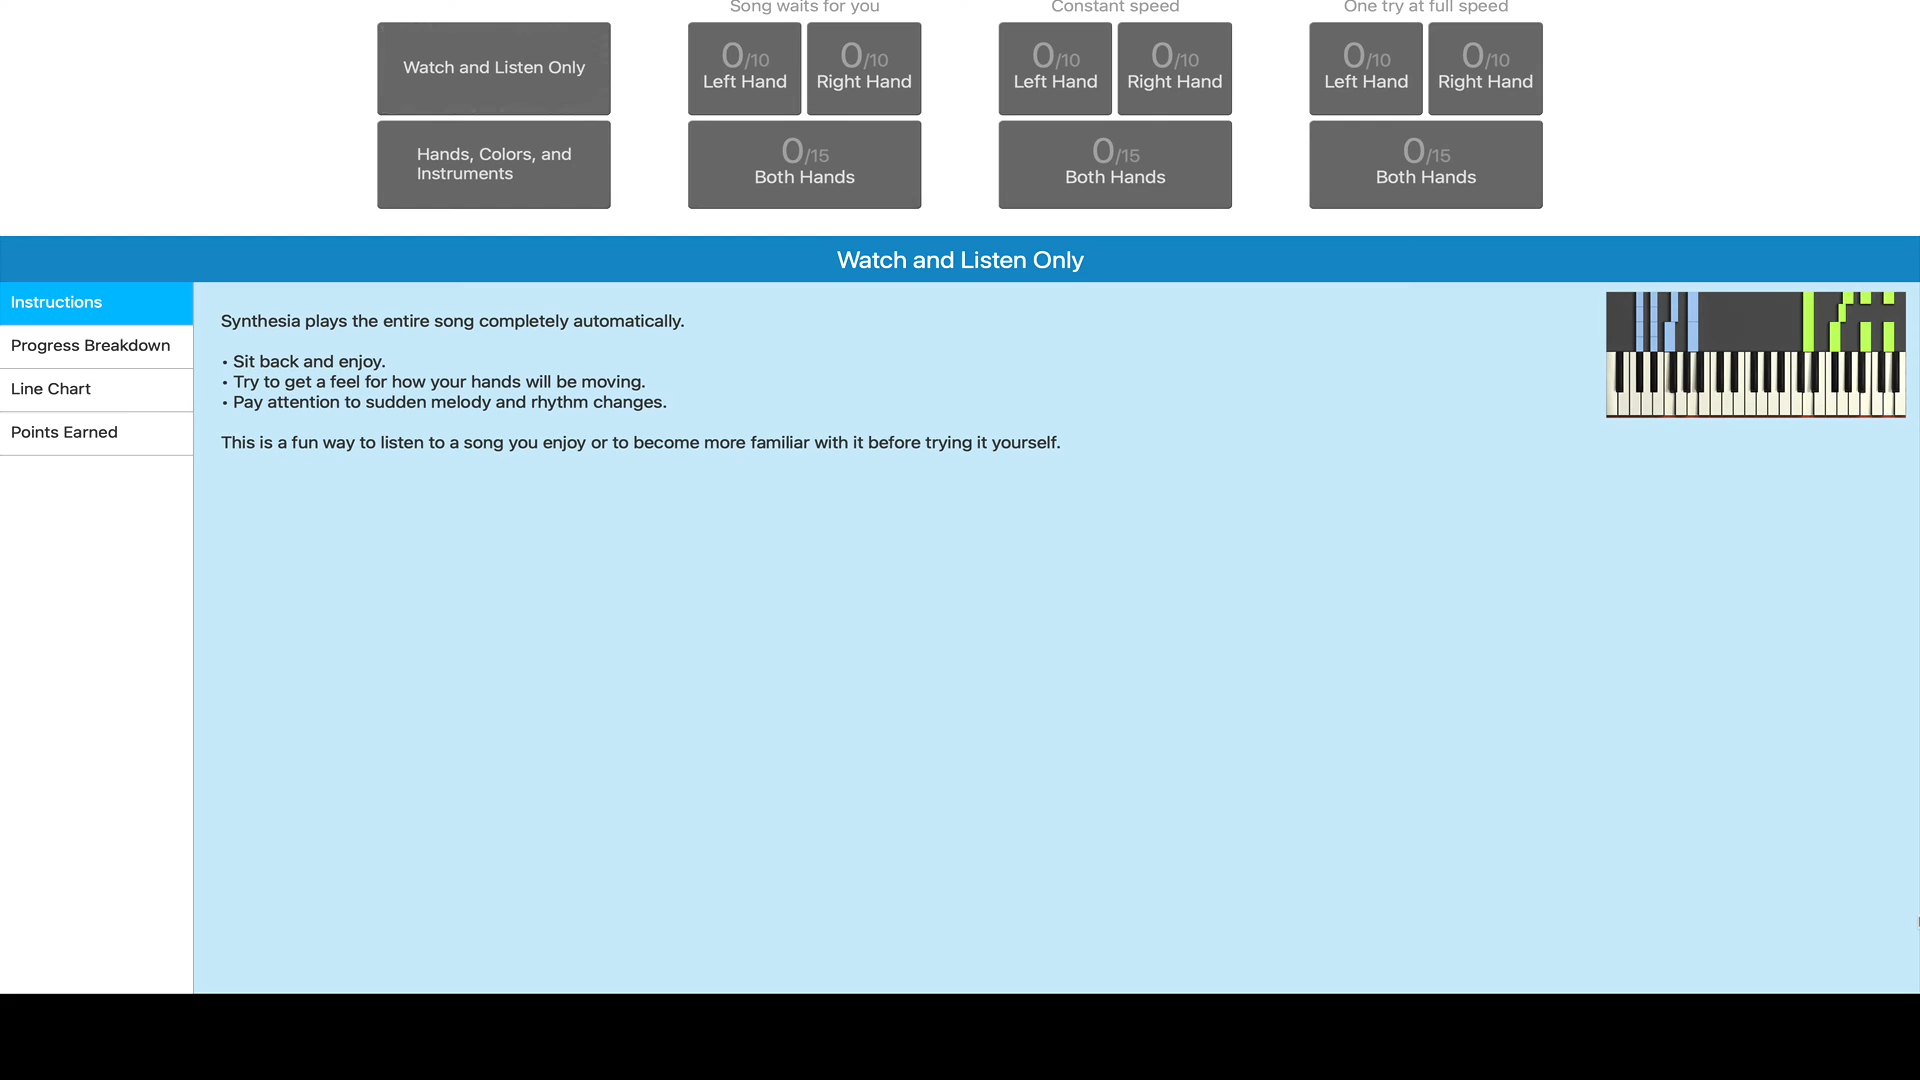 Song waits for you
Constant speed
One try at full speed
Watch and Listen Only
0/10
Left Hand
0/10
Right Hand
0/10
Left Hand
0/10
Right Hand
0/10
Left Hand
0/10
Right Hand
Hands, Colors, and
Instruments
0/15
Both Hands
0/15
Both Hands
0/15
Both Hands
Watch and Listen Only
Instructions
Progress Breakdown
Line Chart
Points Earned
Synthesia plays the entire song completely automatically.
• Sit back and enjoy.
• Try to get a feel for how your hands will be moving.
• Pay attention to sudden melody and rhythm changes.
This is a fun way to listen to a song you enjoy or to become more familiar with it before trying it yourself.